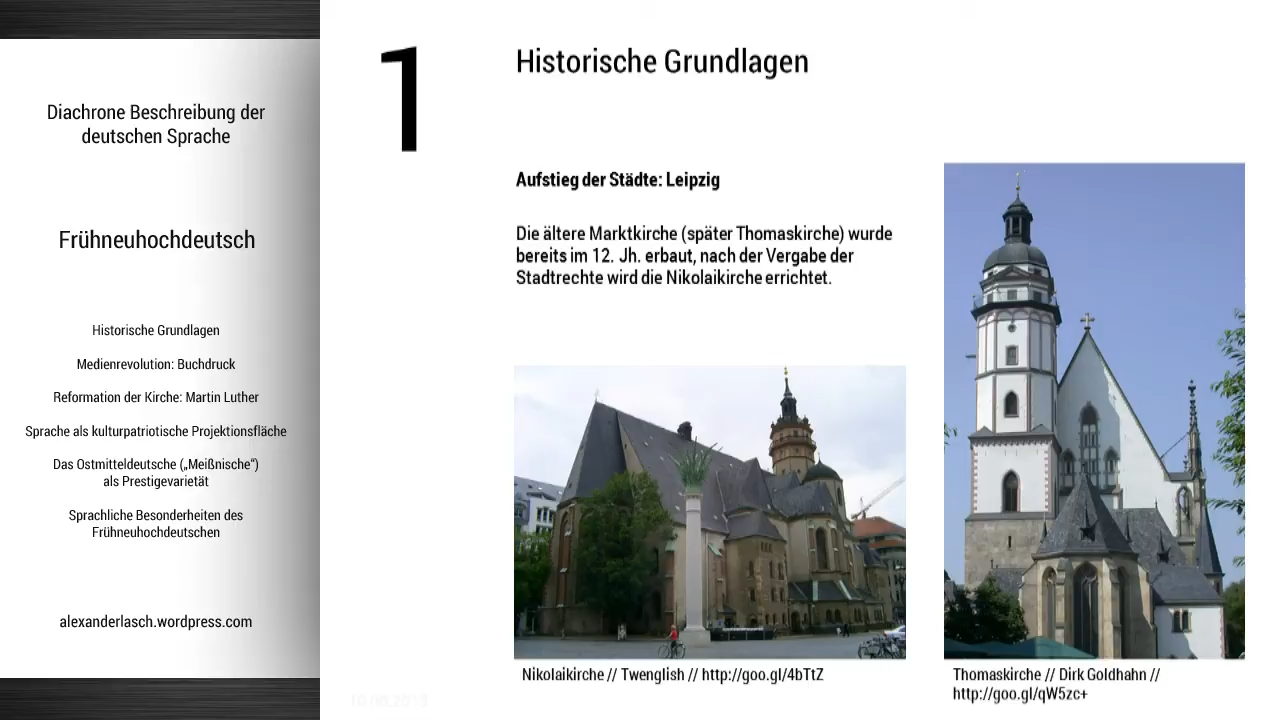 Diachrone Beschreibung der
deutschen Sprache
Frühneuhochdeutsch
Historische Grundlagen
Medienrevolution: Buchdruck
Reformation der Kirche: Martin Luther
Sprache als kulturpatriotische Projektionsfläche
Das Ostmitteldeutsche („Meißnische“)
als Prestigevarietät
Sprachliche Besonderheiten des
Frühneuhochdeutschen
alexanderlasch.wordpress.com
1
Historische Grundlagen
Aufstieg der Städte: Leipzig
Die ältere Marktkirche (später Thomaskirche) wurde
bereits im 12. Jh. erbaut, nach der Vergabe der
Stadtrechte wird die Nikolaikirche errichtet.
Nikolaikirche // Twenglish // http://goo.gl/4bTtZ
Thomaskirche // Dirk Goldhahn //
http://goo.gl/qW5zc+